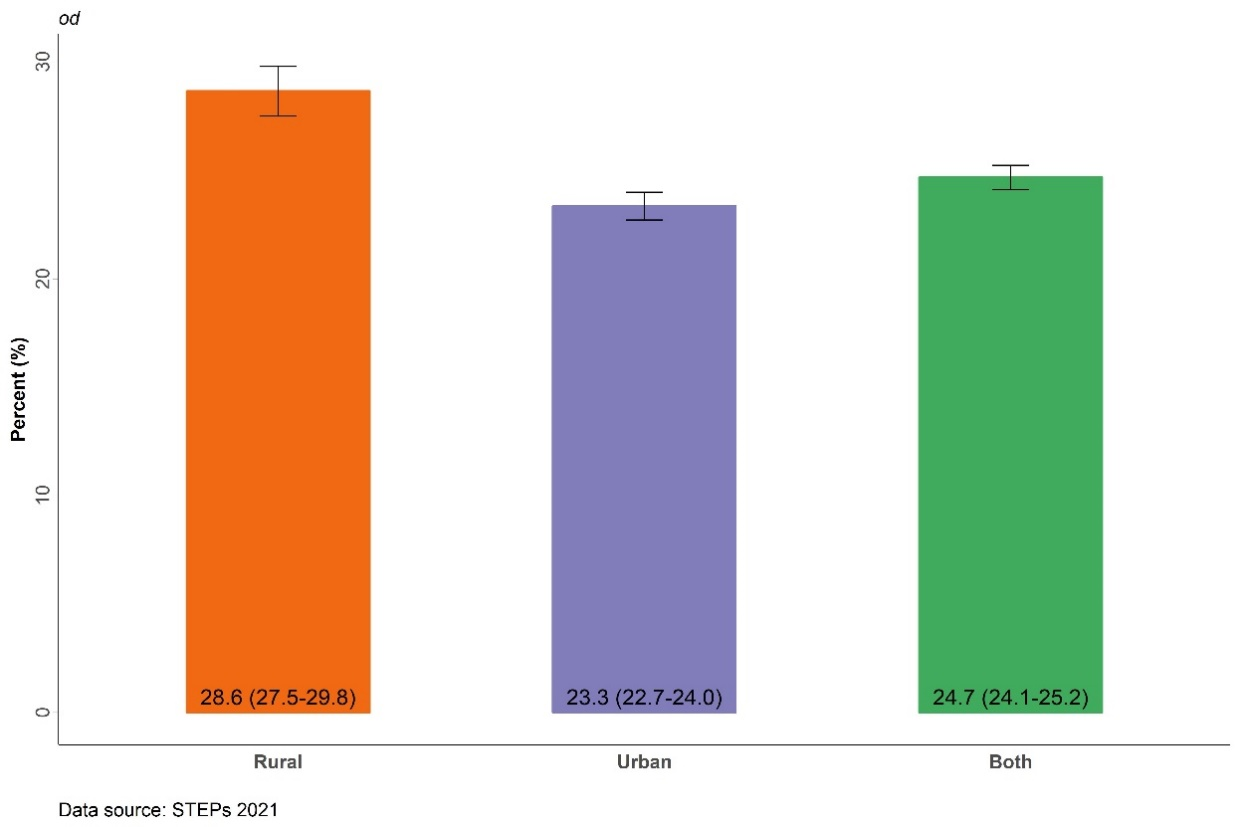 od
Percent (%)
30
20
10
0
28.6 (27.5-29.8)
23.3 (22.7-24.0)
24.7 (24.1-25.2)
Rural
Urban
Both
Data source: STEPs 2021